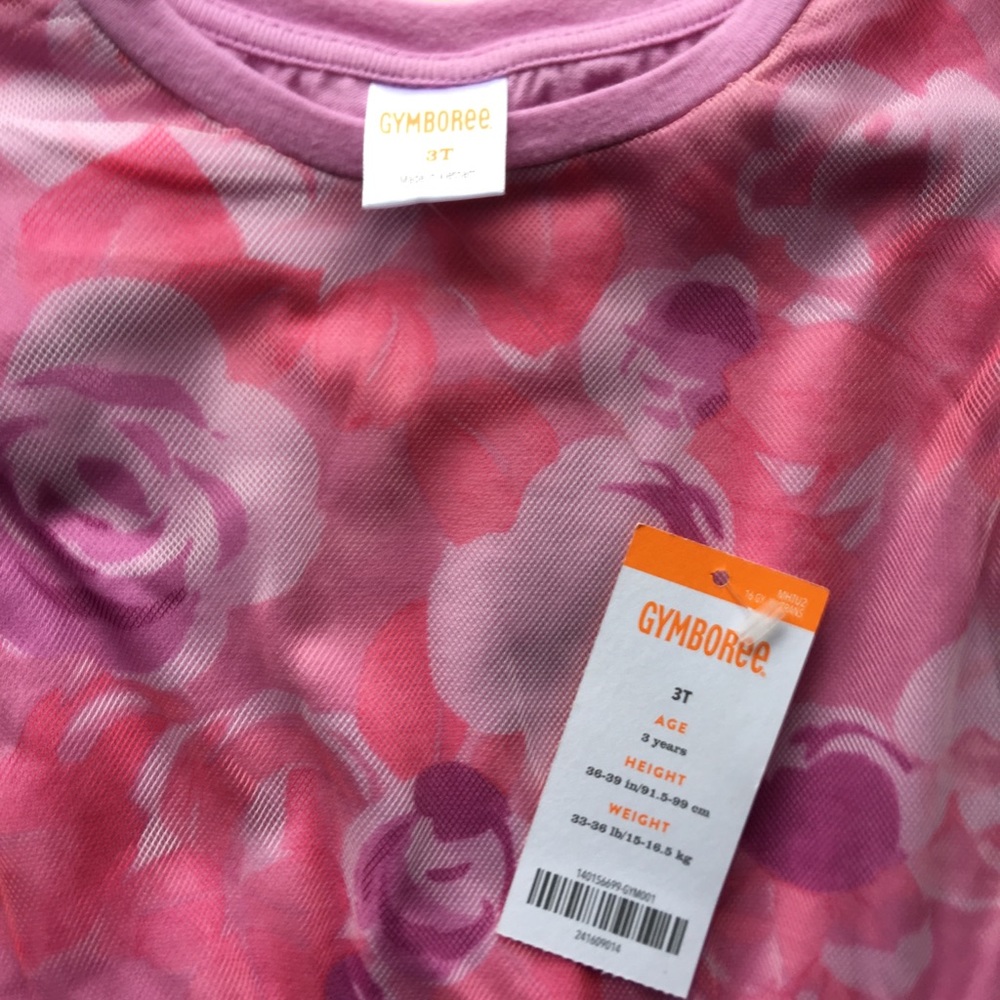 GYMBOREE
3T
GYMBOREE
3T
AGE
3 years
HEIGHT
36-39 in/91.5-99 cm
WEIGHT
33-36 lb/15-16.5 kg
140156699-GYM001
241609014